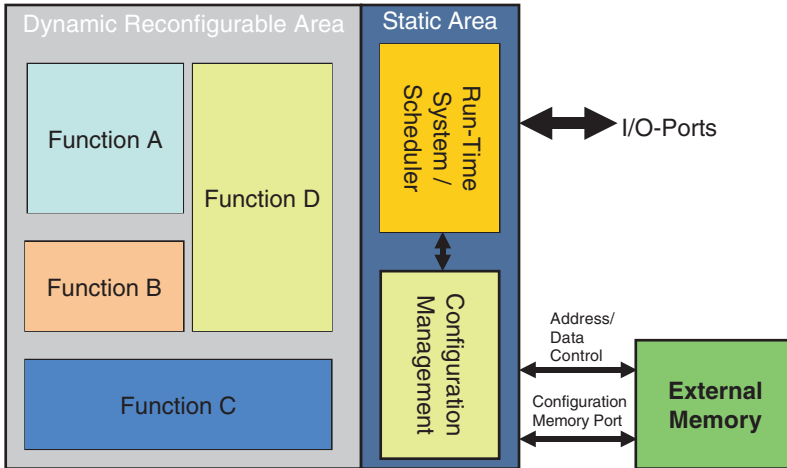 Dynamic Reconfigurable Area
Static Area
Function A
Function D
Function B
Function C
Run-Time
System /
Scheduler
Configuration
Management
I/O-Ports
Address/
Data
Control
Configuration
Memory Port
External
Memory